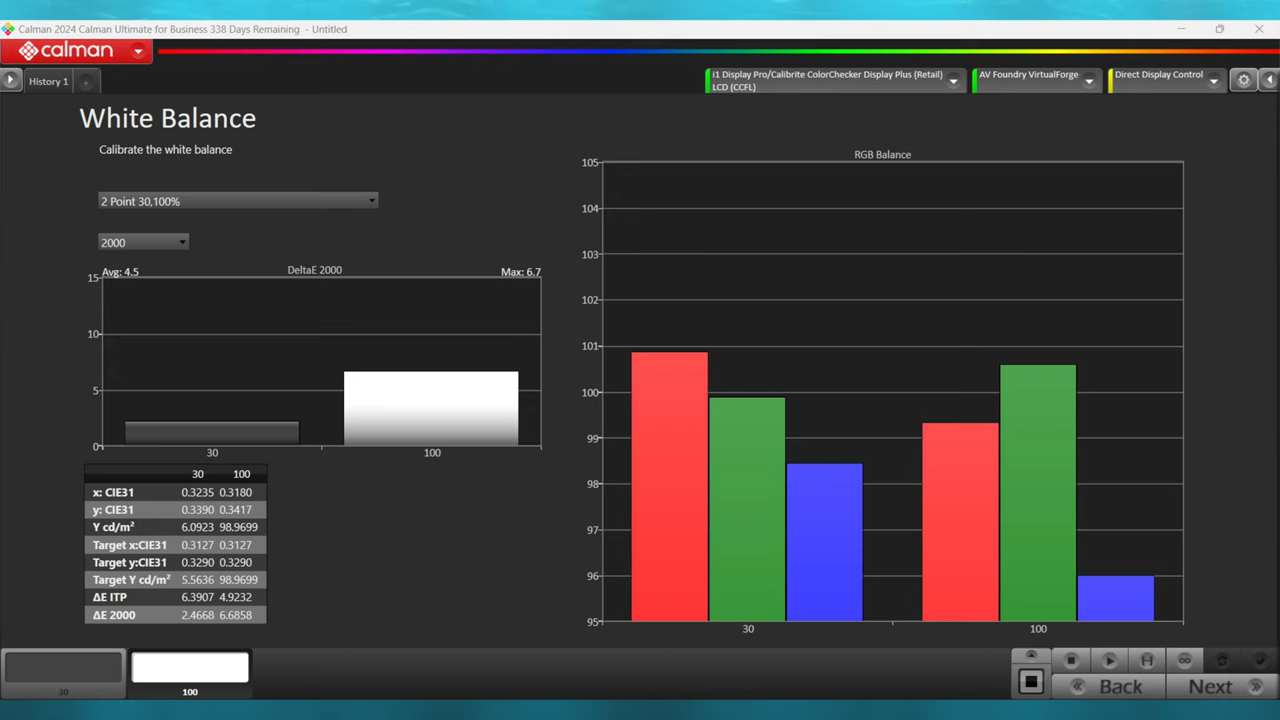 Calman 2024 Calman Ultimate for Business 338 Days Remaining - Untitled
calman
History 1
+
i1 Display Pro/Calibrite ColorChecker Display Plus (Retail)
LCD (CCFL)
AV Foundry VirtualForge
Direct Display Control
White Balance
Calibrate the white balance
2 Point 30,100%
2000
Avg: 4.5 DeltaE 2000 Max: 6.7
15
10
5
0
30 100
30 100
x: CIE31 0.3235 0.3180
y: CIE31 0.3390 0.3417
Y cd/m² 6.0923 98.9699
Target x:CIE31 0.3127 0.3127
Target y:CIE31 0.3290 0.3290
Target Y cd/m² 5.5636 98.9699
ΔE ITP 6.3907 4.9232
ΔE 2000 2.4668 6.6858
RGB Balance
105
104
103
102
101
100
99
98
97
96
95
30 100
30
100
Back
Next